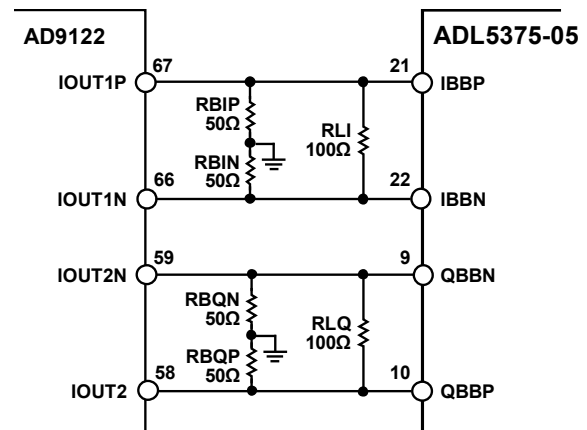 AD9122
ADL5375-05
67
21
IOUT1P
IBBP
RBIP
50Ω
RLI
100Ω
RBIN
50Ω
66
22
IOUT1N
IBBN
59
9
IOUT2N
QBBN
RBQN
50Ω
RLQ
100Ω
RBQP
50Ω
58
10
IOUT2
QBBP